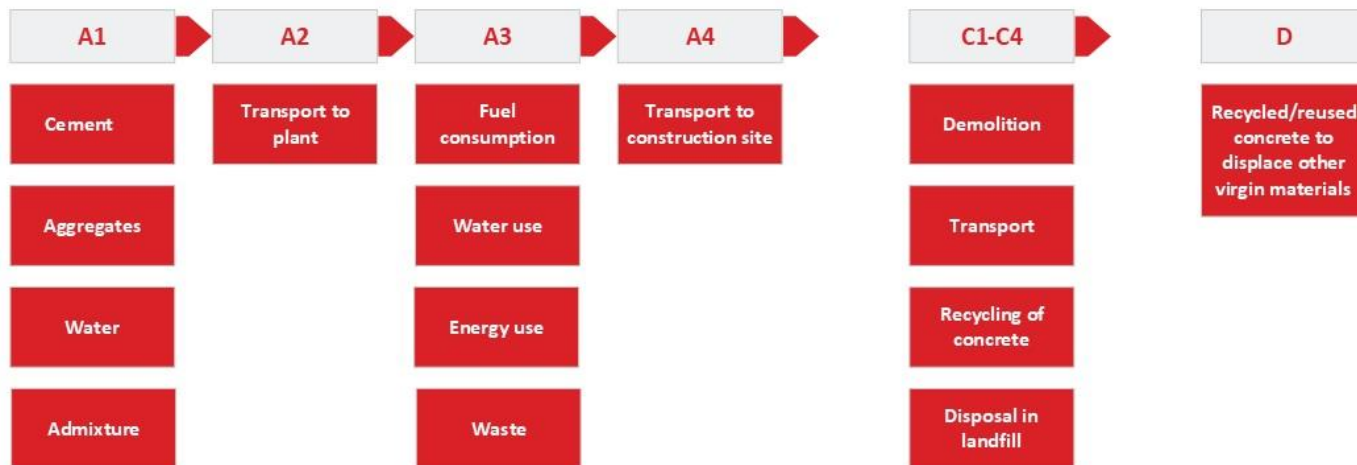 A1
A2
A3
A4
C1-C4
D
Cement
Transport to
plant
Fuel
consumption
Transport to
construction site
Demolition
Recycled/reused
concrete to
displace other
virgin materials
Aggregates
Water use
Transport
Water
Energy use
Recycling of
concrete
Admixture
Waste
Disposal in
landfill